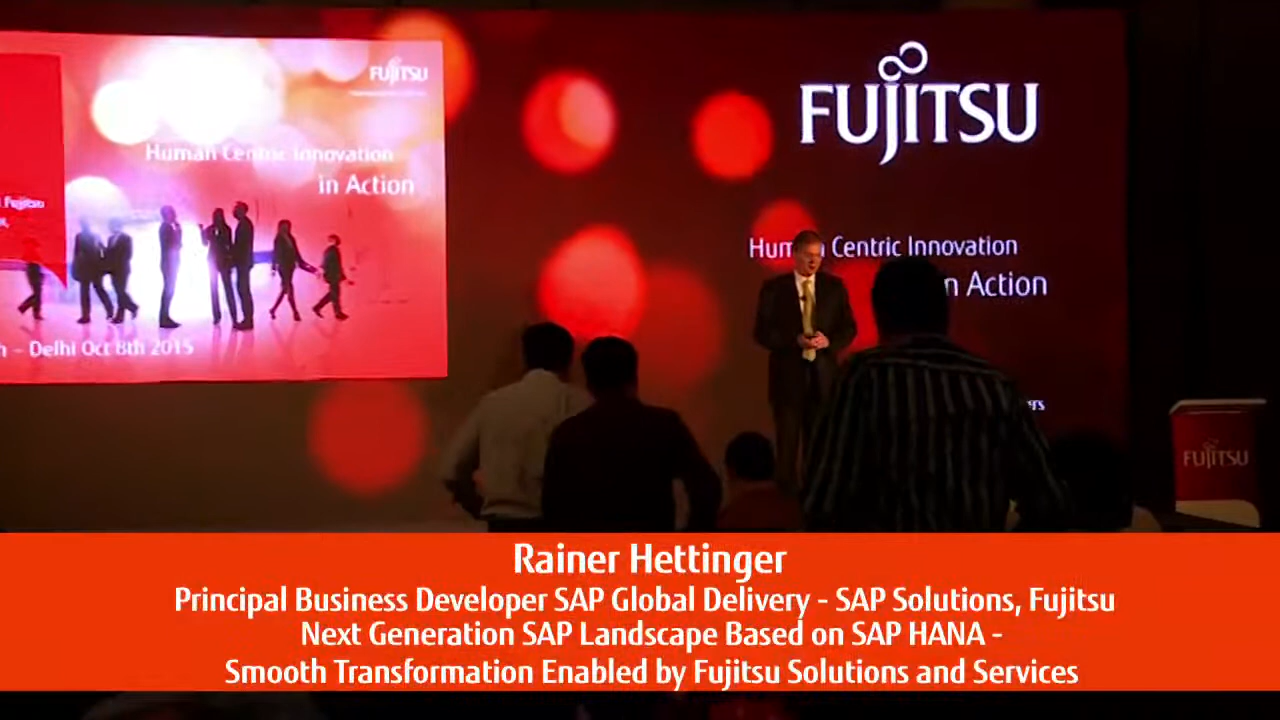 FUJITSU
Human Centric Innovation
in Action
Fujitsu
– Delhi Oct 8th 2015
FUJITSU
Centric Innovation
Action
FUJITSU
Rainer Hettinger
Principal Business Developer SAP Global Delivery - SAP Solutions, Fujitsu
Next Generation SAP Landscape Based on SAP HANA -
Smooth Transformation Enabled by Fujitsu Solutions and Services